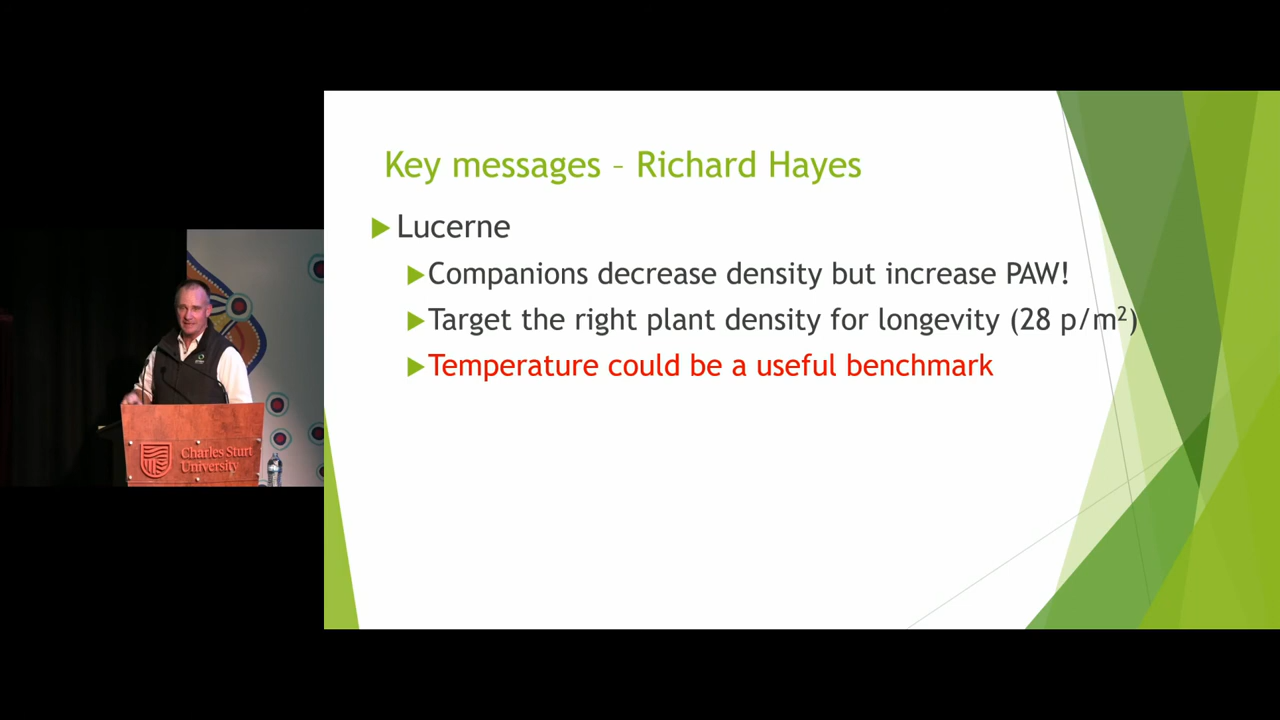 Key messages – Richard Hayes
Lucerne
Companions decrease density but increase PAW!
Target the right plant density for longevity (28 p/m²)
Temperature could be a useful benchmark
Charles Sturt
University